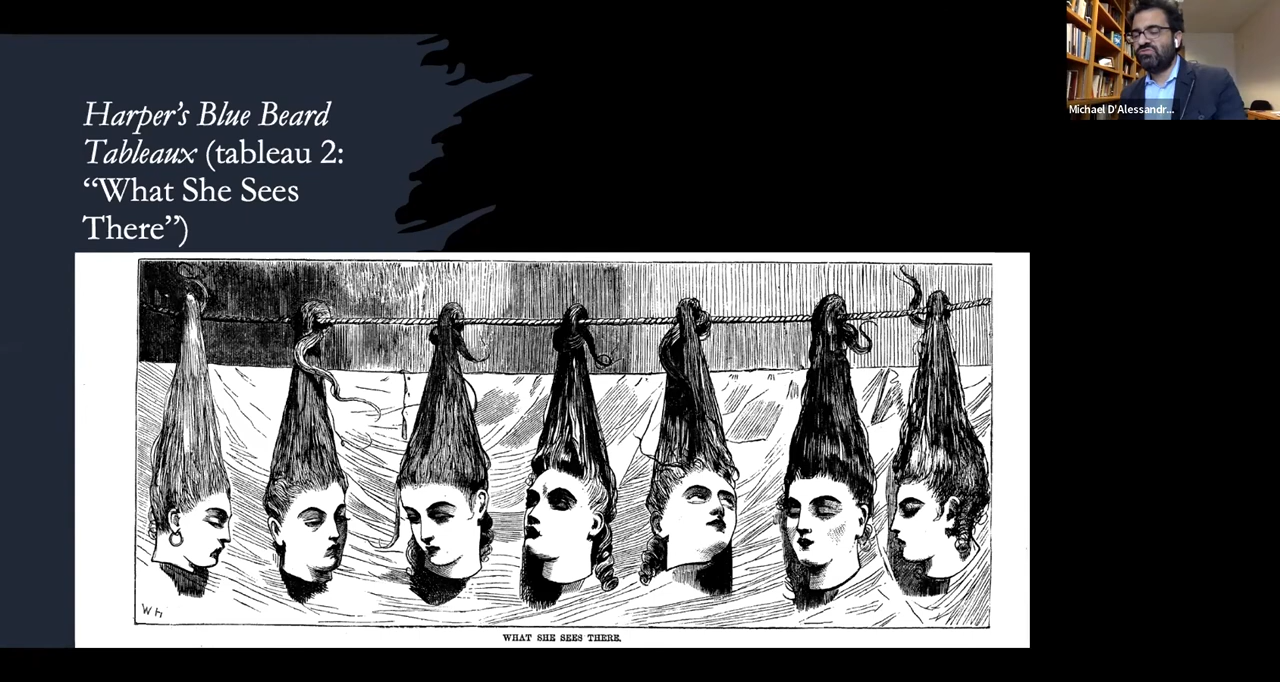 Harper's Blue Beard
Tableaux (tableau 2:
“What She Sees
There”)
Michael D'Alessandr...
W H
WHAT SHE SEES THERE.